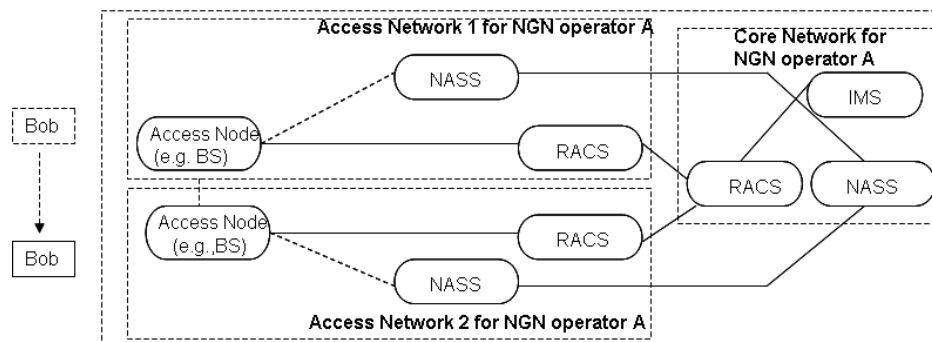 Access Network 1 for NGN operator A
Core Network for
NGN operator A
NASS
IMS
Bob
Access Node
(e.g. BS)
RACS
RACS
NASS
Access Node
(e.g.,BS)
RACS
Bob
NASS
Access Network 2 for NGN operator A